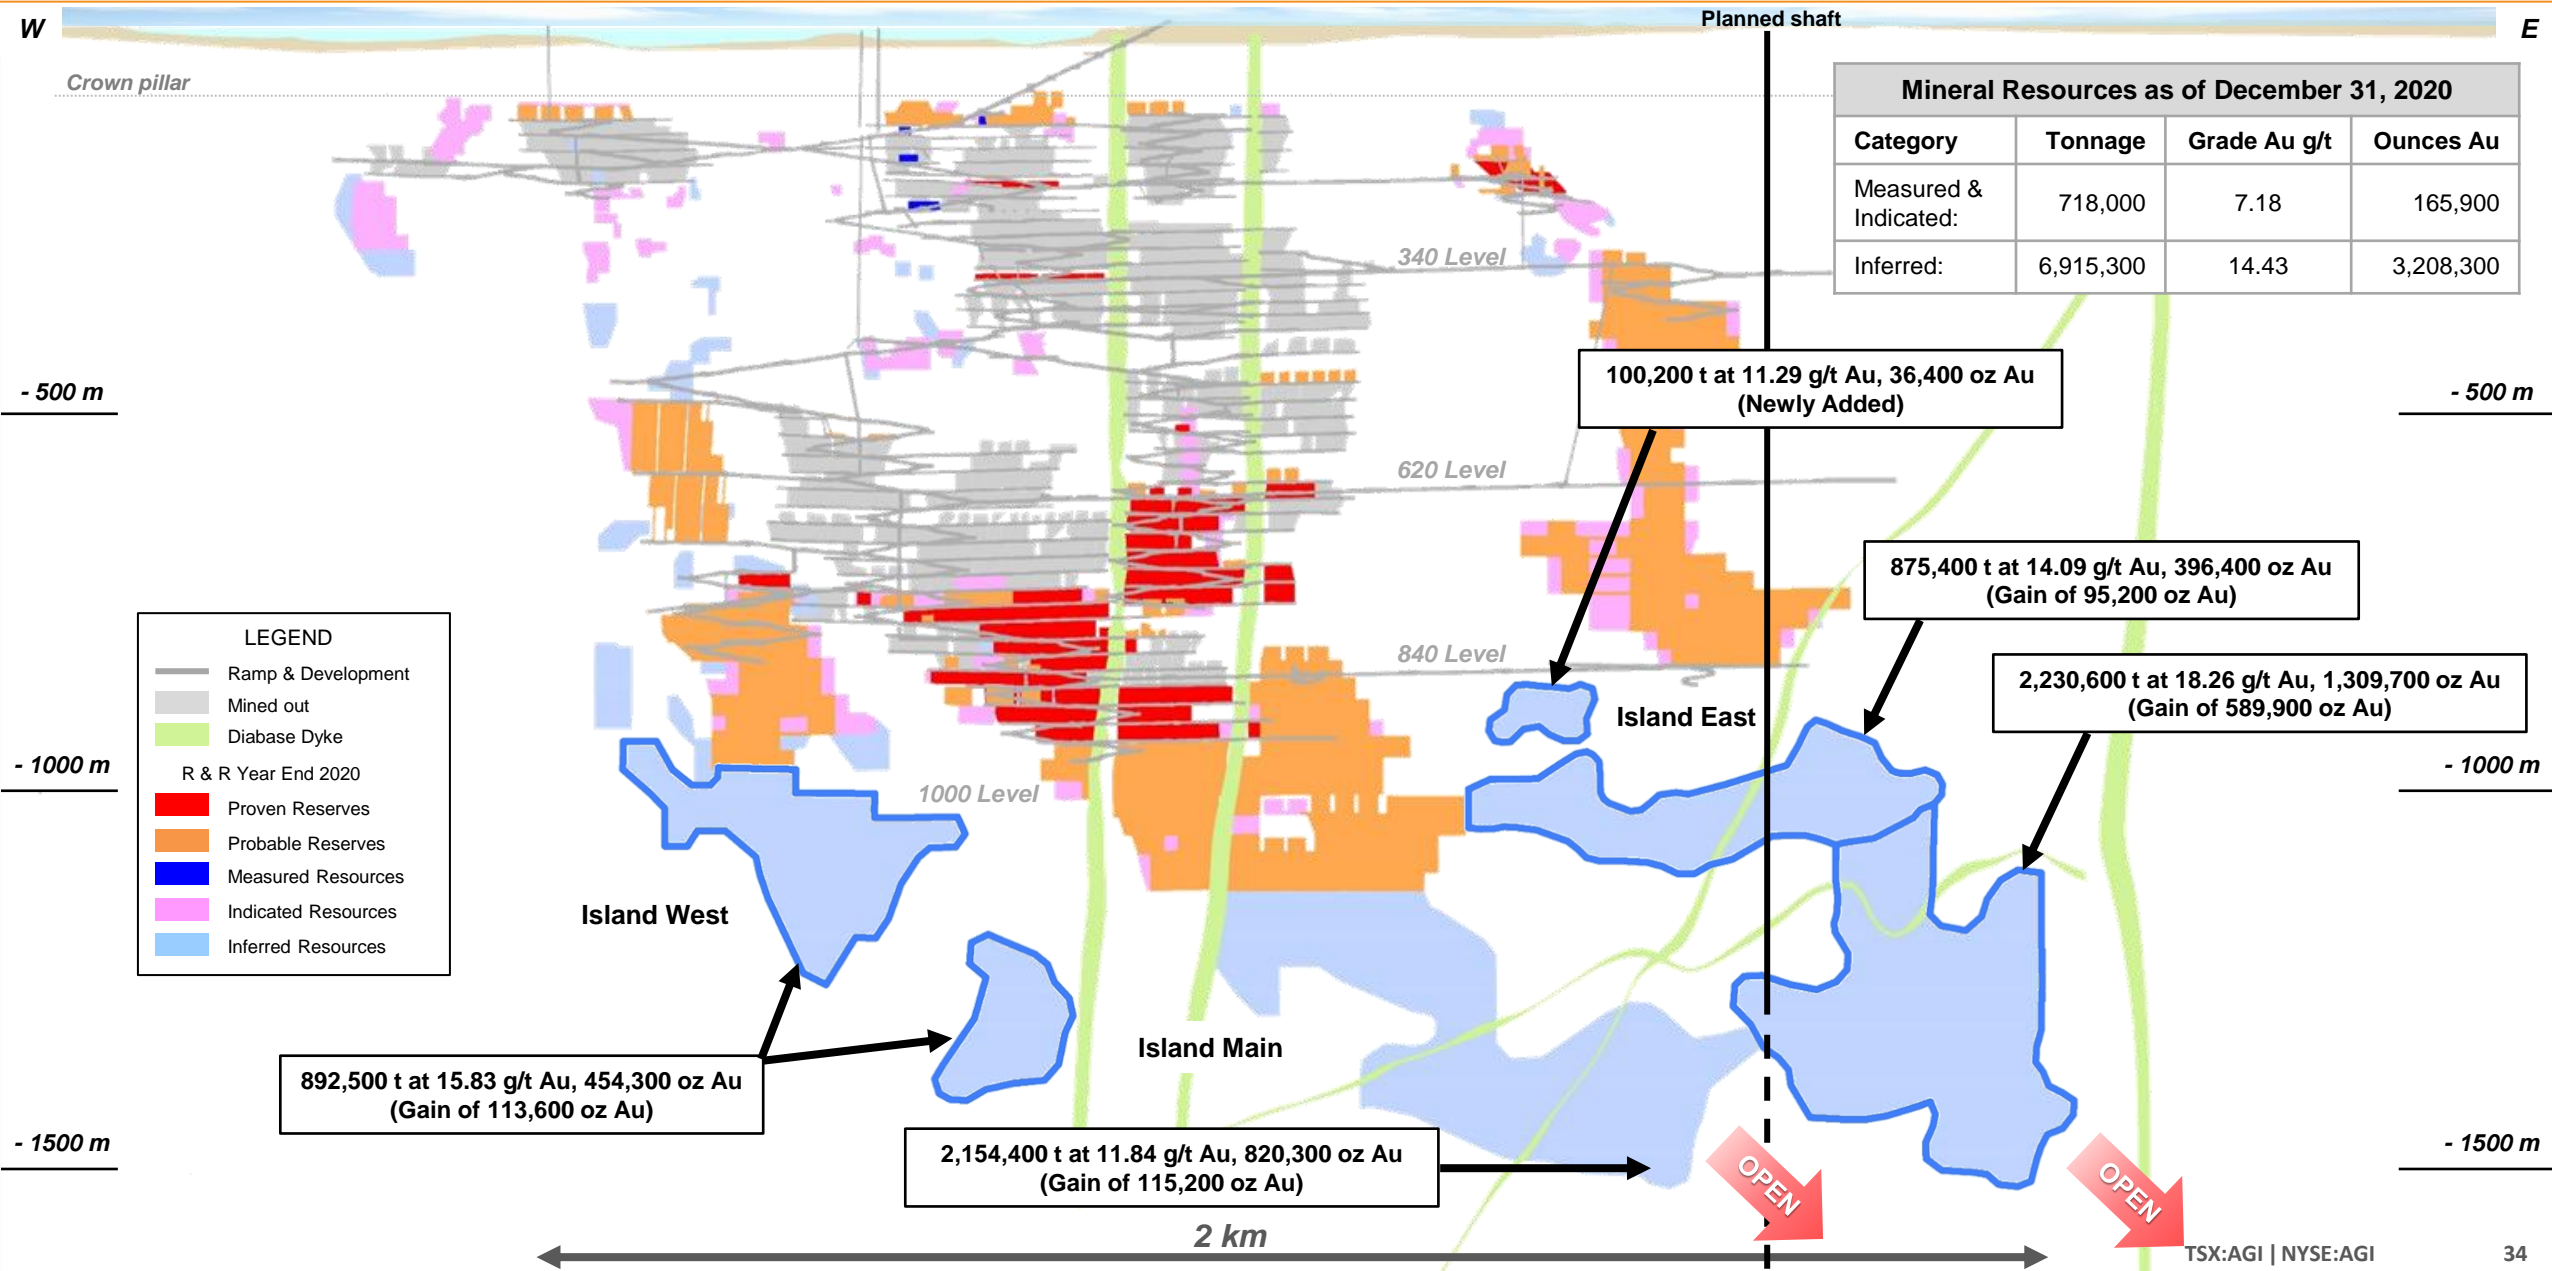 Planned shaft
W
E
Crown pillar
Mineral Resources as of December 31, 2020
Category Tonnage Grade Au g/t Ounces Au
Measured &
Indicated: 718,000 7.18 165,900
Inferred: 6,915,300 14.43 3,208,300
340 Level
100,200 t at 11.29 g/t Au, 36,400 oz Au
(Newly Added)
- 500 m
- 500 m
620 Level
875,400 t at 14.09 g/t Au, 396,400 oz Au
(Gain of 95,200 oz Au)
840 Level
2,230,600 t at 18.26 g/t Au, 1,309,700 oz Au
(Gain of 589,900 oz Au)
Island East
LEGEND
Ramp & Development
Mined out
Diabase Dyke
R & R Year End 2020
Proven Reserves
Probable Reserves
Measured Resources
Indicated Resources
Inferred Resources
- 1000 m
- 1000 m
1000 Level
Island West
Island Main
892,500 t at 15.83 g/t Au, 454,300 oz Au
(Gain of 113,600 oz Au)
2,154,400 t at 11.84 g/t Au, 820,300 oz Au
(Gain of 115,200 oz Au)
- 1500 m
- 1500 m
OPEN
OPEN
2 km
TSX:AGI | NYSE:AGI 34